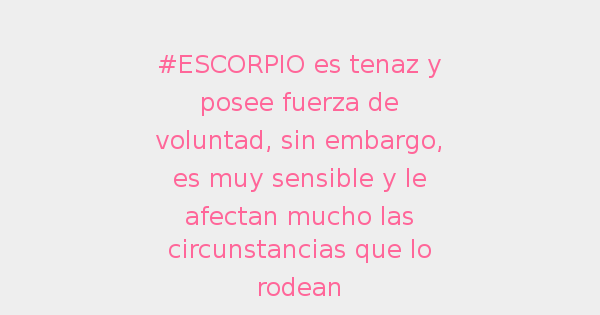 #ESCORPIO es tenaz y
posee fuerza de
voluntad, sin embargo,
es muy sensible y le
afectan mucho las
circunstancias que lo
rodean